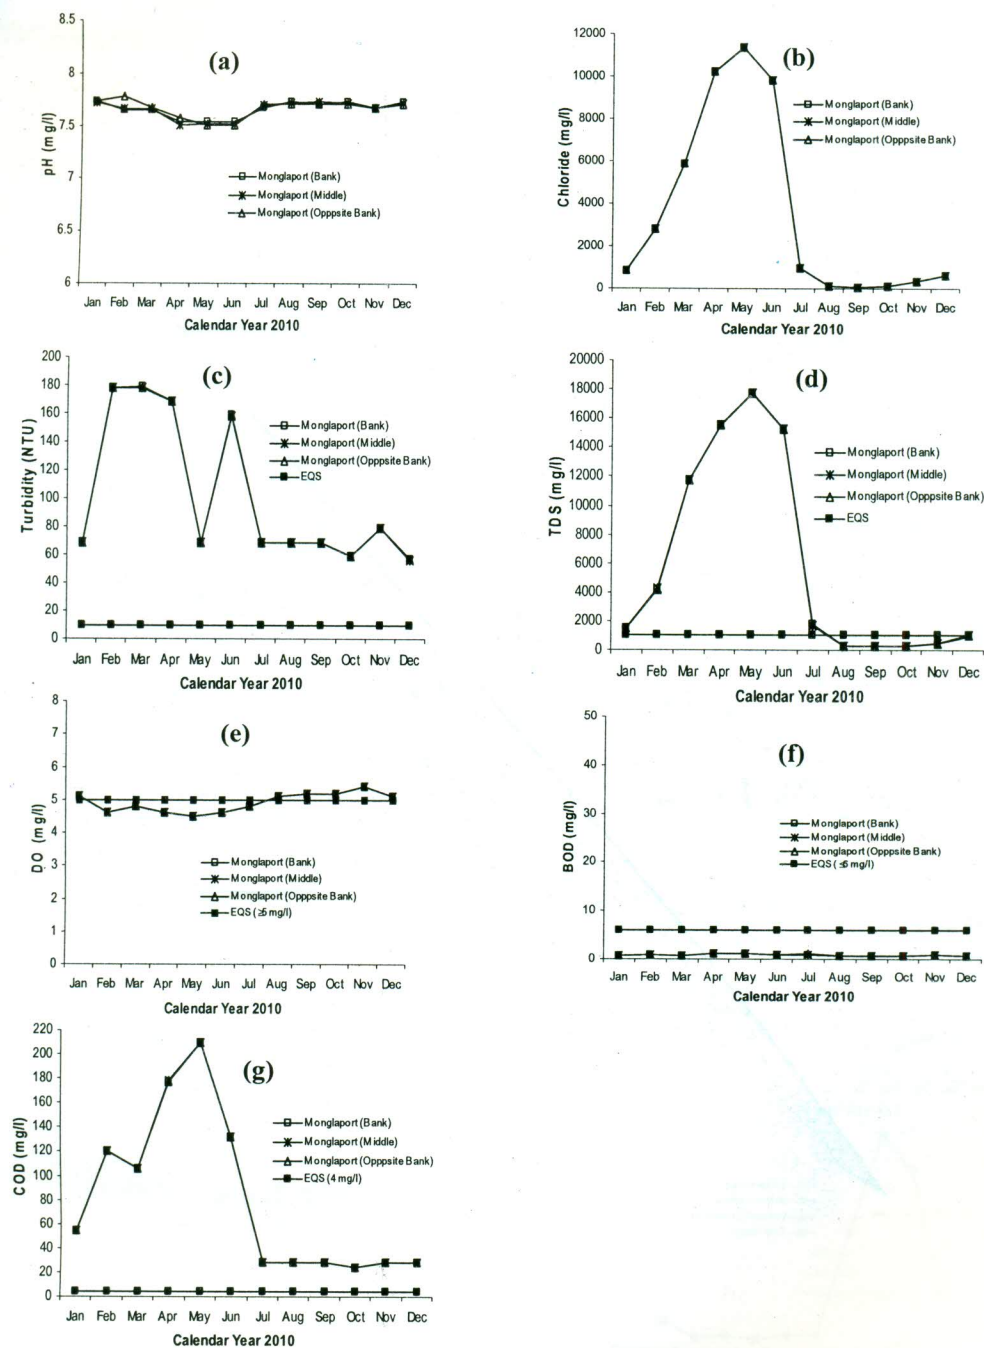 (a)
pH (mg/l)
8.5
8
7.5
7
6.5
6
Monglaport (Bank)
Monglaport (Middle)
Monglaport (Opppsite Bank)
Jan Feb Mar Apr May Jun Jul Aug Sep Oct Nov Dec
Calendar Year 2010
(b)
Chloride (mg/l)
12000
10000
8000
6000
4000
2000
0
Monglaport (Bank)
Monglaport (Middle)
Monglaport (Opppsite Bank)
Jan Feb Mar Apr May Jun Jul Aug Sep Oct Nov Dec
Calendar Year 2010
(c)
Turbidity (NTU)
200
180
160
140
120
100
80
60
40
20
0
Monglaport (Bank)
Monglaport (Middle)
Monglaport (Opppsite Bank)
EQS
Jan Feb Mar Apr May Jun Jul Aug Sep Oct Nov Dec
Calendar Year 2010
(d)
TDS (mg/l)
20000
18000
16000
14000
12000
10000
8000
6000
4000
2000
0
Monglaport (Bank)
Monglaport (Middle)
Monglaport (Opppsite Bank)
EQS
Jan Feb Mar Apr May Jun Jul Aug Sep Oct Nov Dec
Calendar Year 2010
(e)
DO (mg/l)
8
7
6
5
4
3
2
1
0
Monglaport (Bank)
Monglaport (Middle)
Monglaport (Opppsite Bank)
EQS (≥5 mg/l)
Jan Feb Mar Apr May Jun Jul Aug Sep Oct Nov Dec
Calendar Year 2010
(f)
BOD (mg/l)
50
40
30
20
10
0
Monglaport (Bank)
Monglaport (Middle)
Monglaport (Opppsite Bank)
EQS (≤6 mg/l)
Jan Feb Mar Apr May Jun Jul Aug Sep Oct Nov Dec
Calendar Year 2010
(g)
COD (mg/l)
220
200
180
160
140
120
100
80
60
40
20
0
Monglaport (Bank)
Monglaport (Middle)
Monglaport (Opppsite Bank)
EQS (4 mg/l)
Jan Feb Mar Apr May Jun Jul Aug Sep Oct Nov Dec
Calendar Year 2010